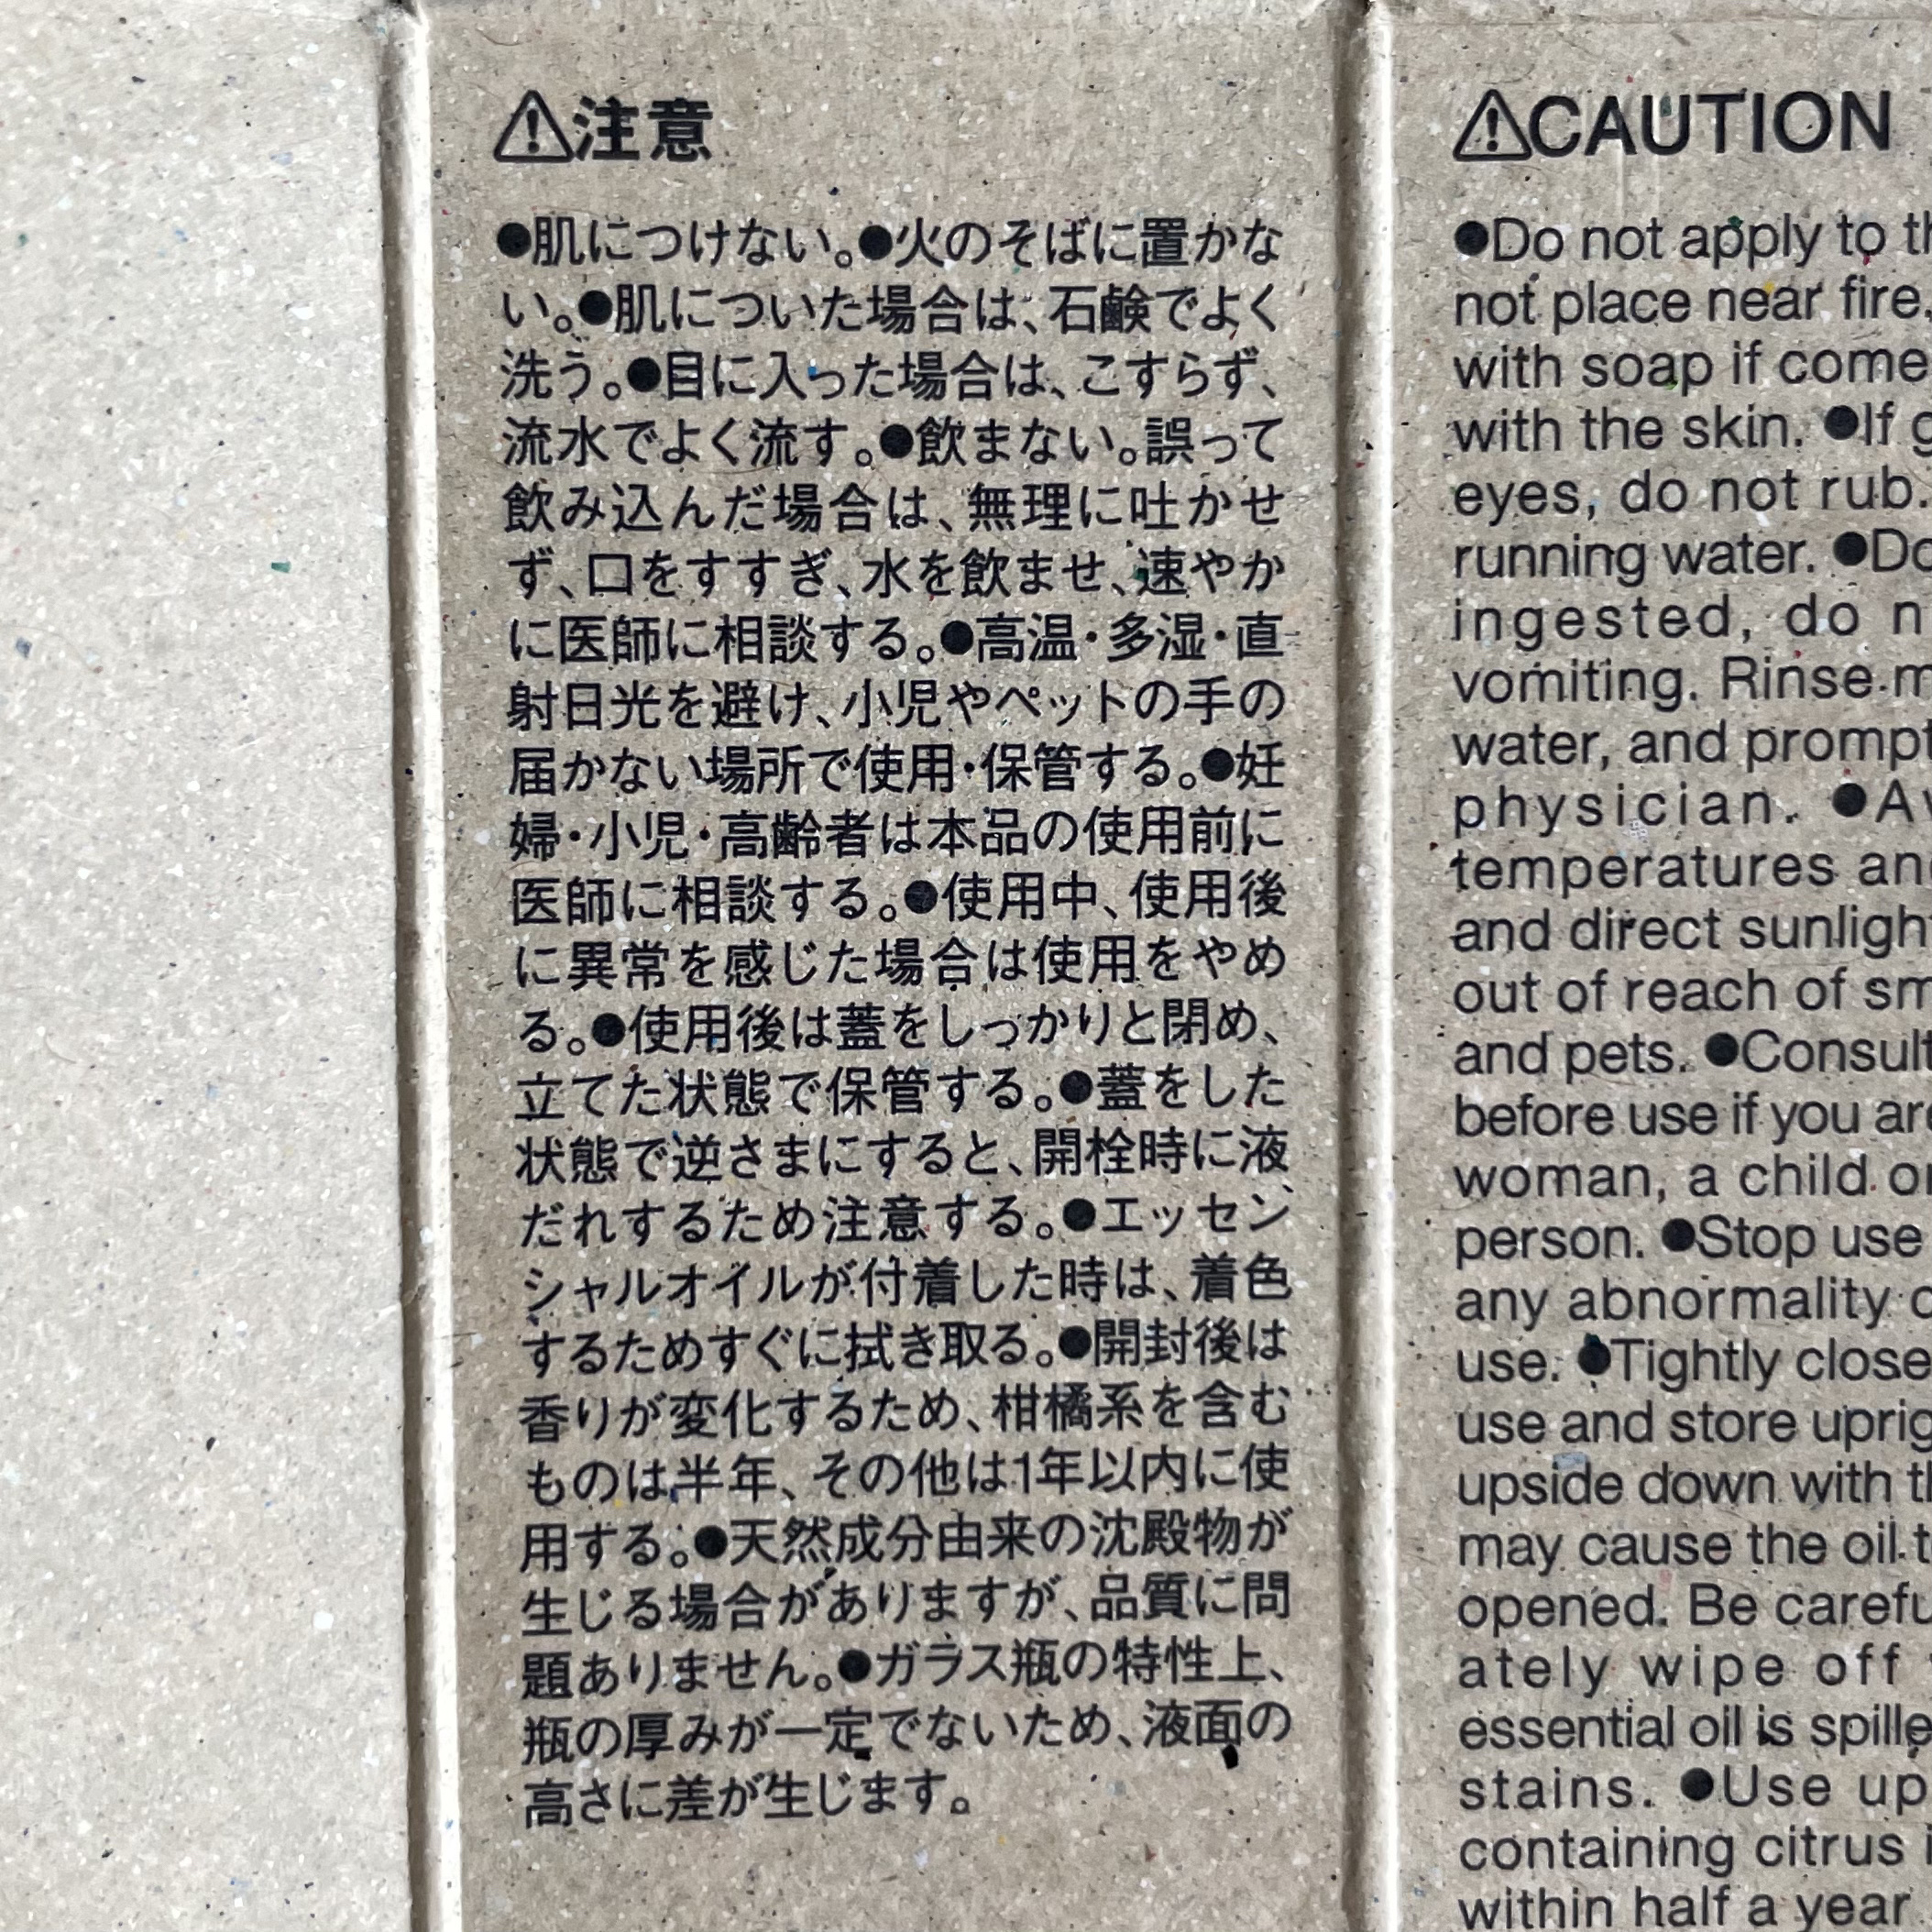 ⚠注意
●肌につけない。●火のそばに置かな
い。●肌についた場合は、石鹸でよく
洗う。●目に入った場合は、こすらず、
流水でよく流す。●飲まない。誤って
飲み込んだ場合は、無理に吐かせ
ず、口をすすぎ、水を飲ませ、速やか
に医師に相談する。●高温・多湿・直
射日光を避け、小児やペットの手の
届かない場所で使用・保管する。●妊
婦・小児・高齢者は本品の使用前に
医師に相談する。●使用中、使用後
に異常を感じた場合は使用をやめ
る。●使用後は蓋をしっかりと閉め、
立てた状態で保管する。●蓋をした
状態で逆さまにすると、開栓時に液
だれするため注意する。●エッセン
シャルオイルが付着した時は、着色
するためすぐに拭き取る。●開封後は
香りが変化するため、柑橘系を含む
ものは半年、その他は1年以内に使
用する。●天然成分由来の沈殿物が
生じる場合がありますが、品質に問
題ありません。●ガラス瓶の特性上、
瓶の厚みが一定でないため、液面の
高さに差が生じます。
⚠CAUTION
●Do not apply to
not place near fire.
with soap if come
with the skin. ●If
eyes, do not rub.
running water. ●Do
ingested, do
vomiting. Rinse
water, and
physician.
temperatures
and direct
out of reach of
and pets. ●Consult
before use if you
woman, a child
person. ●Stop use
any abnormality
use. ●Tightly close
use and store
upside down with
may cause the oil
opened. Be
ately wipe off
essential oil is
stains. ●Use up
containing citrus
within half a year